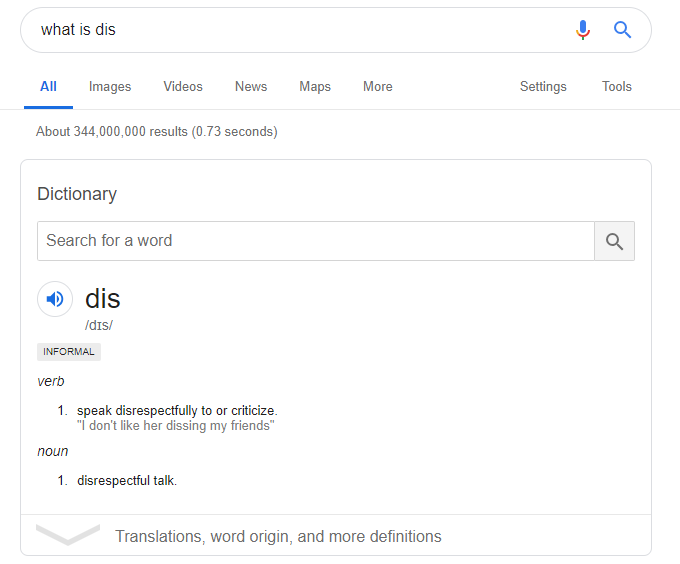 what is dis
All Images Videos News Maps More Settings Tools
About 344,000,000 results (0.73 seconds)
Dictionary
Search for a word
dis
/dɪs/
INFORMAL
verb
1. speak disrespectfully to or criticize.
"I don't like her dissing my friends"
noun
1. disrespectful talk.
Translations, word origin, and more definitions